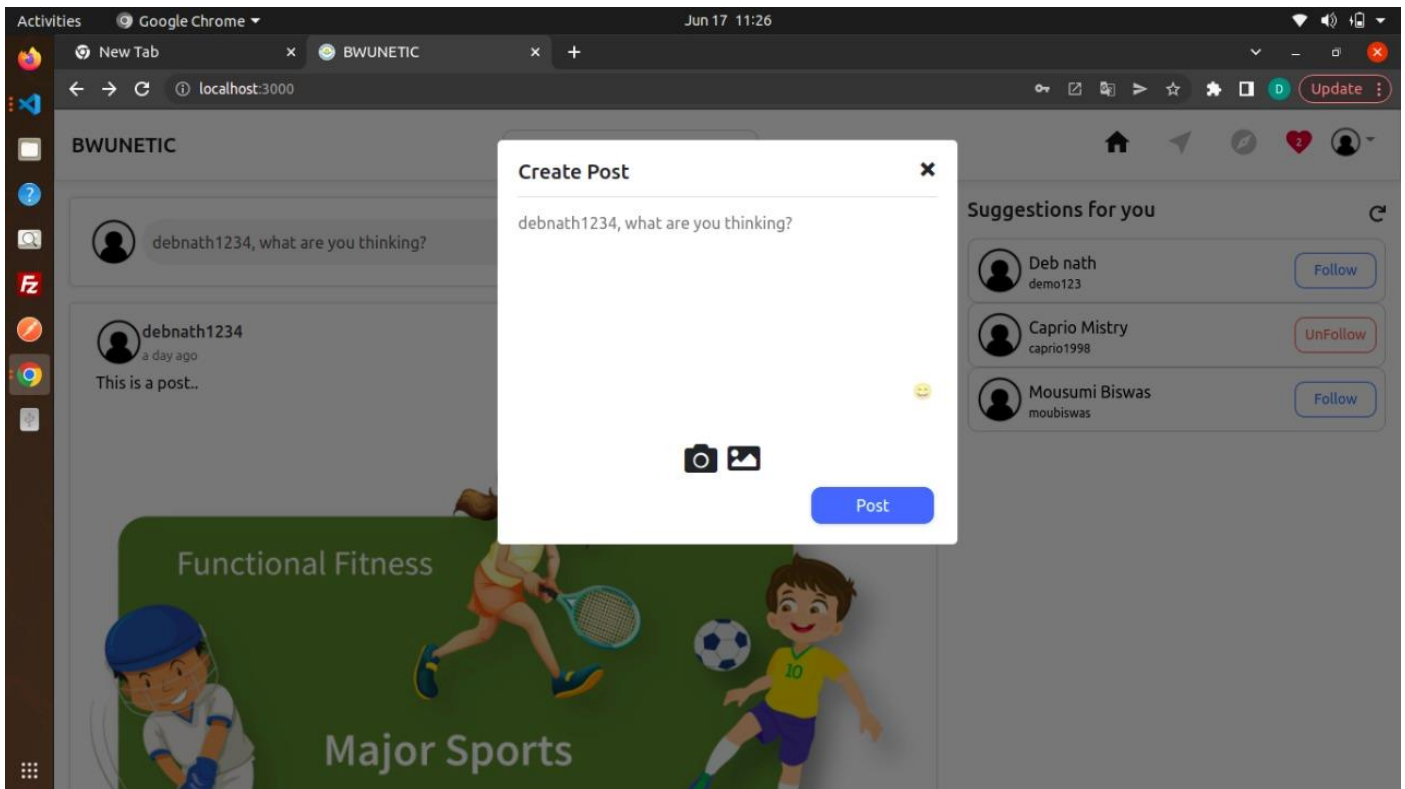 Activities Google Chrome Jun 17 11:26
New Tab BWUNETIC
localhost:3000 D Update
BWUNETIC 2
Create Post
debnath1234, what are you thinking?
Post
debnath1234, what are you thinking?
debnath1234
a day ago
This is a post..
Functional Fitness
10
Major Sports
Suggestions for you
Deb nath
demo123
Follow
Caprio Mistry
caprio1998
UnFollow
Mousumi Biswas
moubiswas
Follow
Fz